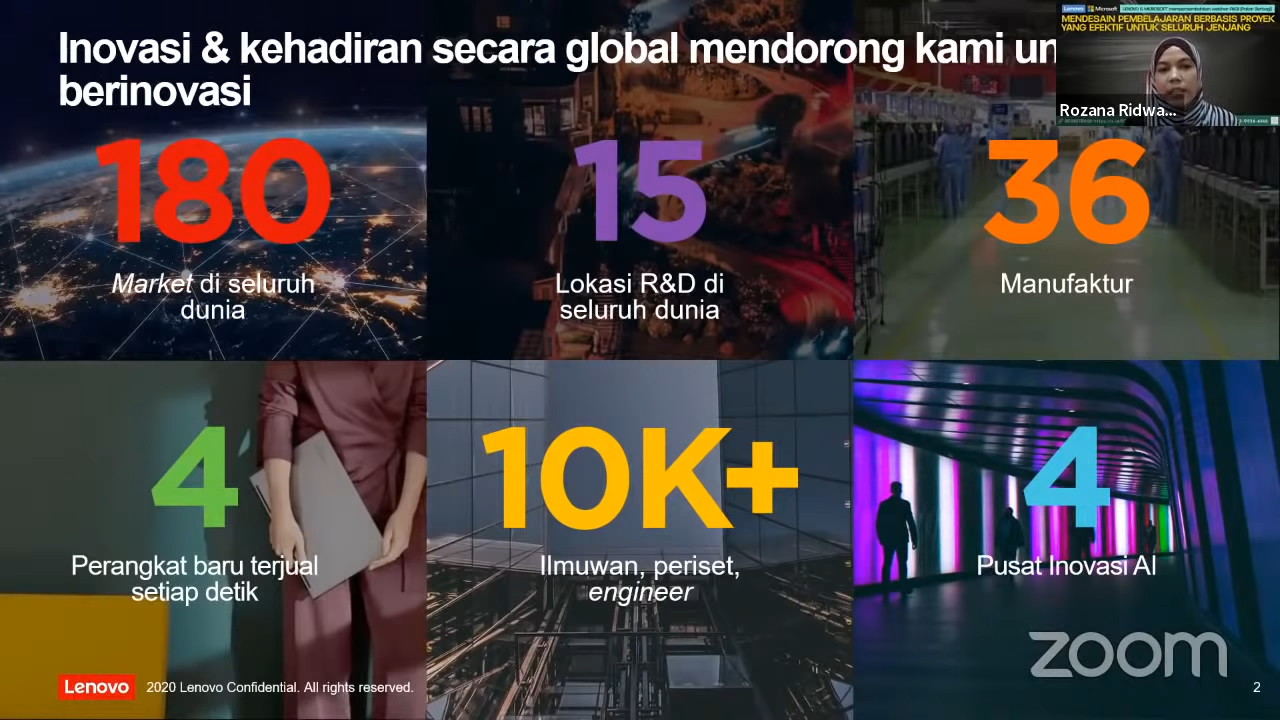 Inovasi & kehadiran secara global mendorong kami un
berinovasi
Lenovo Microsoft
MENDESAIN PEMBELAJARAN BERBASIS PROYEK
YANG EFEKTIF UNTUK SELURUH JENJANG
Rozana Ridwa...
180
Market di seluruh
dunia
15
Lokasi R&D di
seluruh dunia
36
Manufaktur
4
Perangkat baru terjual
setiap detik
10K+
Ilmuwan, periset,
engineer
4
Pusat Inovasi AI
zoom
Lenovo 2020 Lenovo Confidential. All rights reserved.
2